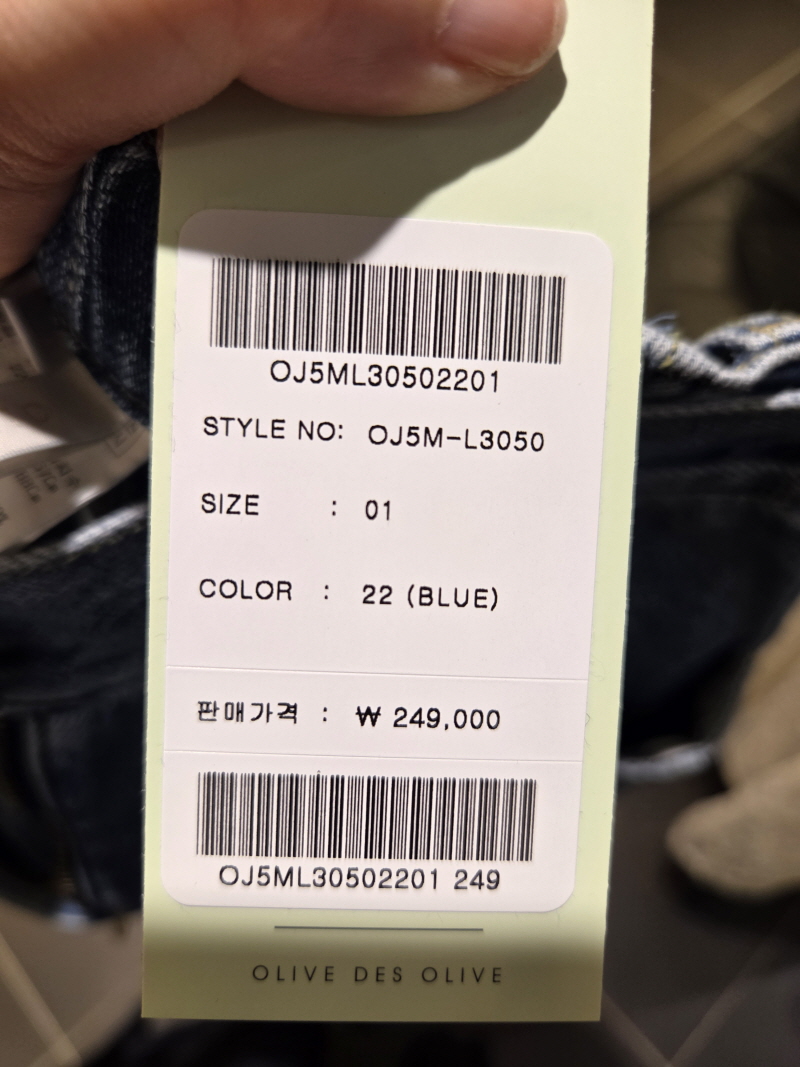 OJ5ML30502201
STYLE NO: OJ5M-L3050
SIZE : 01
COLOR : 22 (BLUE)
판매가격 : ₩ 249,000
OJ5ML30502201 249
OLIVE DES OLIVE